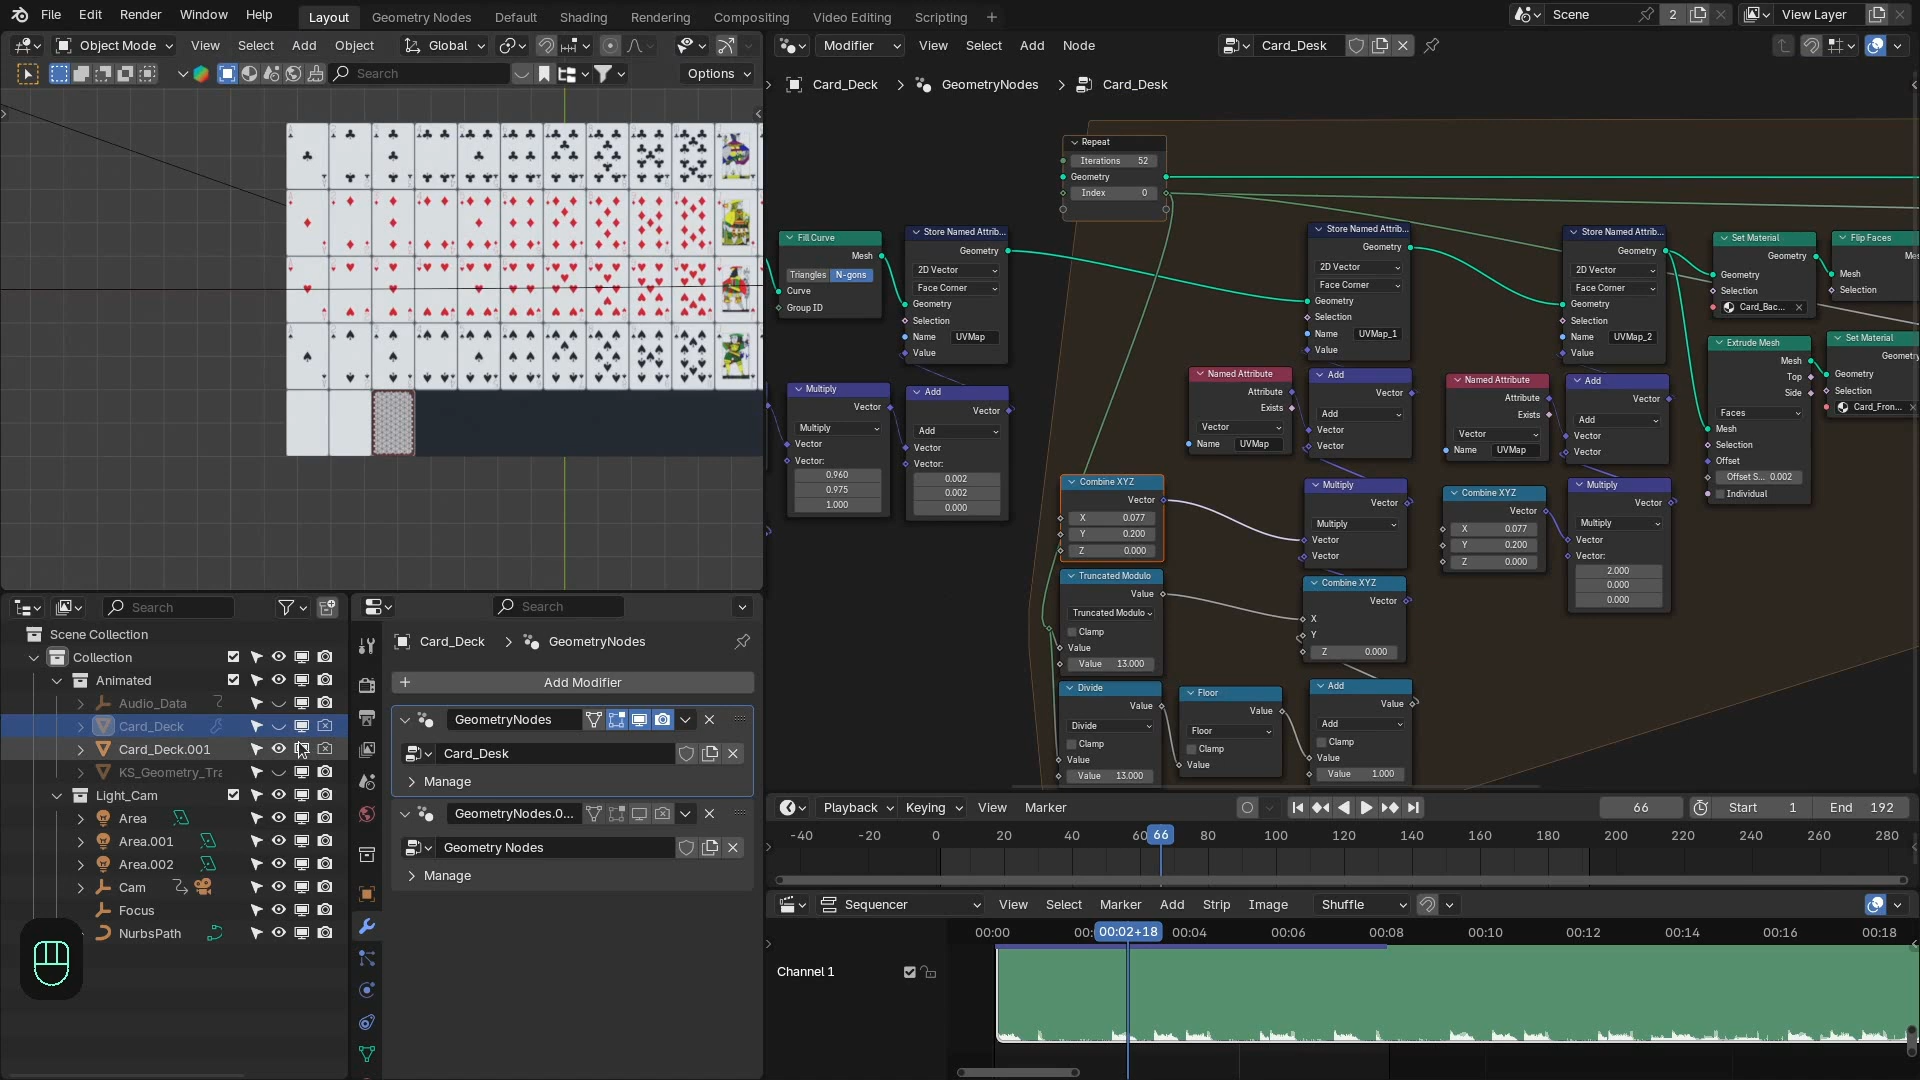 File Edit Render Window Help
Layout Geometry Nodes Default Shading Rendering Compositing Video Editing Scripting +
Scene 2 View Layer
Object Mode View Select Add Object Global
Search Options
Modifier View Select Add Node Card_Desk
Card_Deck > GeometryNodes > Card_Desk
Repeat
Iterations 52
Geometry
Index 0
Fill Curve
Mesh
Triangles N-gons
Curve
Group ID
Store Named Attrib...
Geometry
2D Vector
Face Corner
Geometry
Selection
Name UVMap
Value
Multiply
Vector
Multiply
Vector
Vector:
0.960
0.975
1.000
Add
Vector
Add
Vector
Vector:
0.002
0.002
0.000
Store Named Attrib...
Geometry
2D Vector
Face Corner
Geometry
Selection
Name UVMap_1
Value
Store Named Attrib...
Geometry
2D Vector
Face Corner
Geometry
Selection
Name UVMap_2
Value
Set Material
Geometry
Geometry
Selection
Card_Bac...
Flip Faces
Mesh
Selection
Extrude Mesh
Mesh
Top
Side
Faces
Mesh
Selection
Offset
Offset S... 0.002
Individual
Set Material
Geometry
Geometry
Selection
Card_Fron...
Named Attribute
Attribute
Exists
Vector
Name UVMap
Add
Vector
Add
Vector
Vector
Named Attribute
Attribute
Exists
Vector
Name UVMap
Add
Vector
Add
Vector
Vector
Combine XYZ
Vector
X 0.077
Y 0.200
Z 0.000
Multiply
Vector
Multiply
Vector
Vector
Combine XYZ
Vector
X 0.077
Y 0.200
Z 0.000
Multiply
Vector
Multiply
Vector
Vector:
2.000
0.000
0.000
Truncated Modulo
Value
Truncated Modulo
Clamp
Value
Value 13.000
Combine XYZ
Vector
X
Y
Z 0.000
Divide
Value
Divide
Clamp
Value
Value 13.000
Floor
Value
Floor
Clamp
Value
Add
Value
Add
Clamp
Value
Value 1.000
Search
Scene Collection
Collection
Animated
Audio_Data
Card_Deck
Card_Deck.001
KS_Geometry_Tra
Light_Cam
Area
Area.001
Area.002
Cam
Focus
NurbsPath
Search
Card_Deck > GeometryNodes
+ Add Modifier
GeometryNodes
Card_Desk
Manage
GeometryNodes.0...
Geometry Nodes
Manage
Playback Keying View Marker 66 Start 1 End 192
-40 -20 0 20 40 60 66 80 100 120 140 160 180 200 220 240 260 280
Sequencer View Select Marker Add Strip Image Shuffle
00:00 00: 00:02+18 00:04 00:06 00:08 00:10 00:12 00:14 00:16 00:18
Channel 1